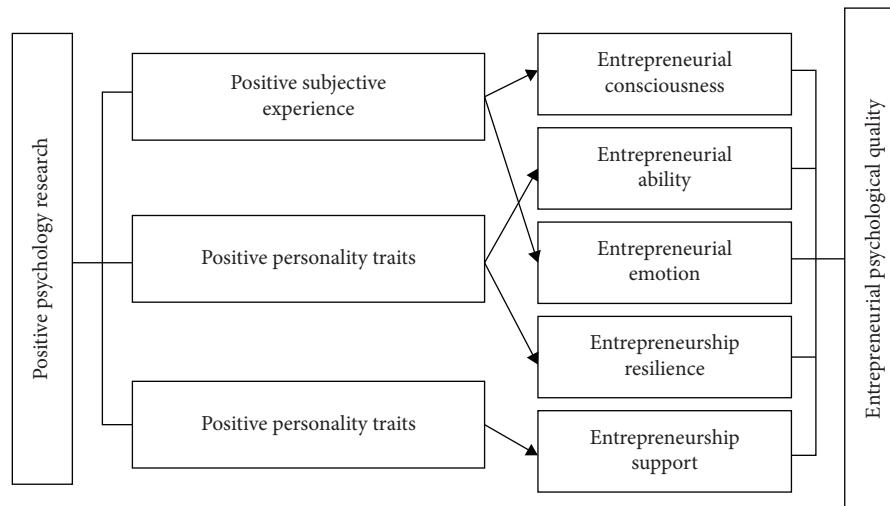 Positive psychology research
Positive subjective
experience
Positive personality traits
Positive personality traits
Entrepreneurial
consciousness
Entrepreneurial
ability
Entrepreneurial
emotion
Entrepreneurship
resilience
Entrepreneurship
support
Entrepreneurial psychological quality